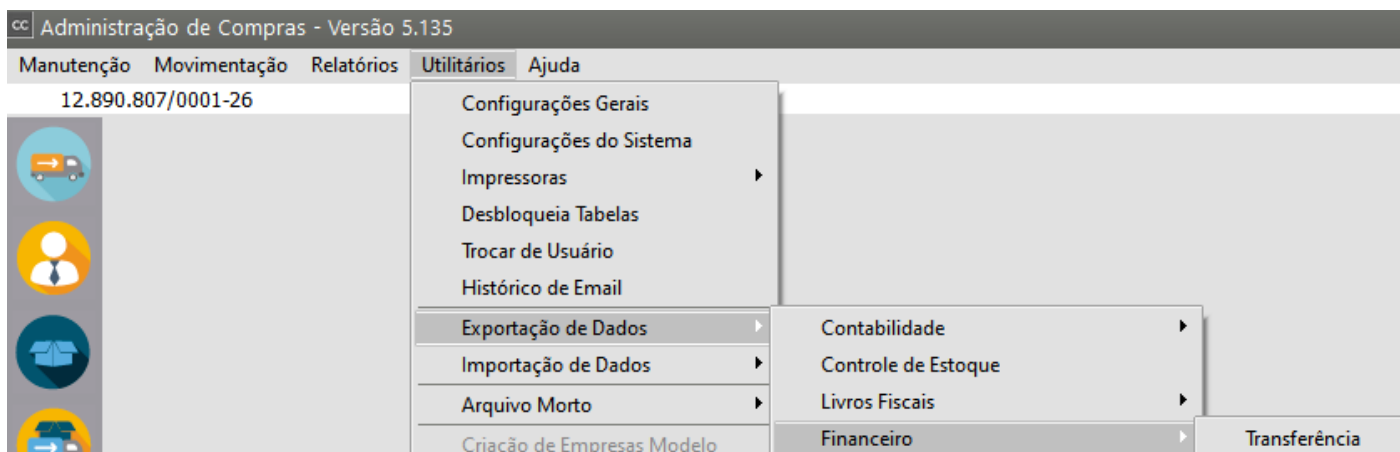 cc Administração de Compras - Versão 5.135
Manutenção Movimentação Relatórios Utilitários Ajuda
12.890.807/0001-26
Configurações Gerais
Configurações do Sistema
Impressoras
Desbloqueia Tabelas
Trocar de Usuário
Histórico de Email
Exportação de Dados
Importação de Dados
Arquivo Morto
Criação de Empresas Modelo
Contabilidade
Controle de Estoque
Livros Fiscais
Financeiro
Transferência